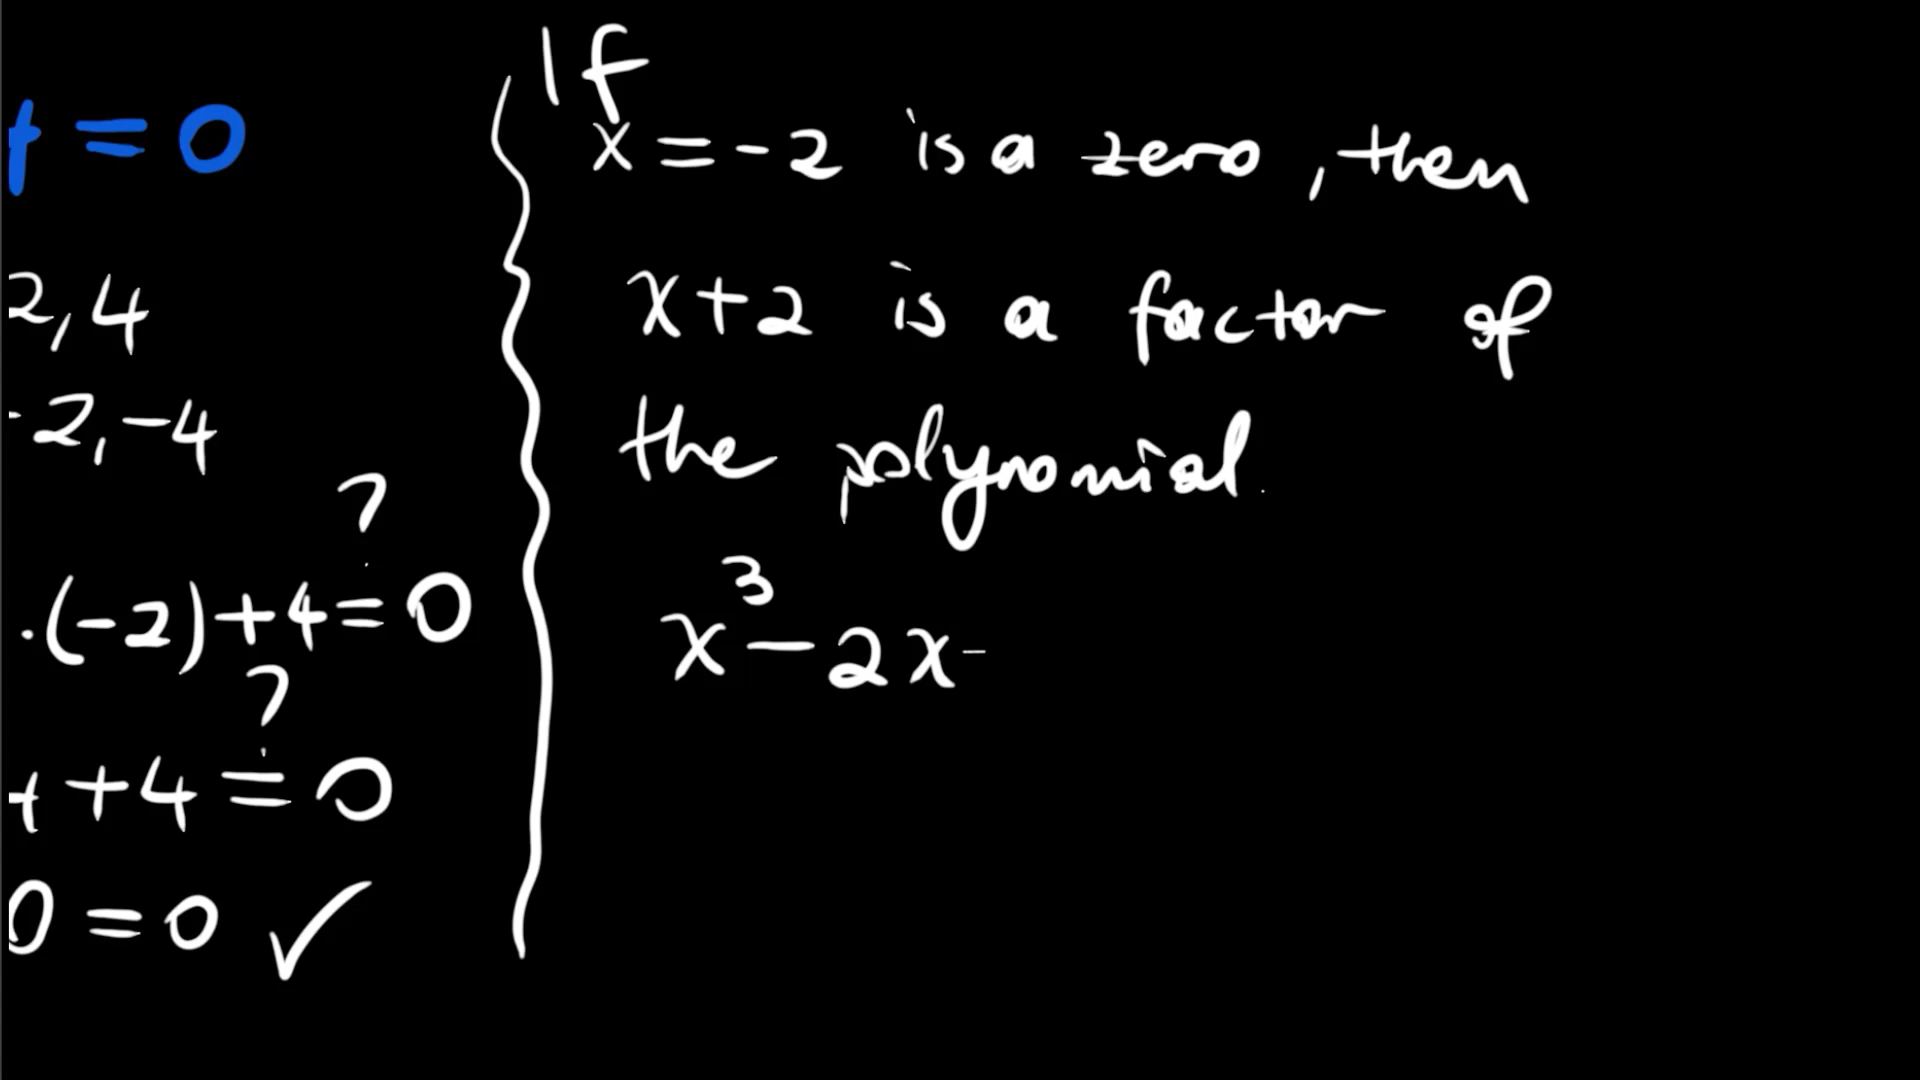 = 0
2, 4
-2, -4
?
·(-2)+4=0
?
+4=0
0=0 ✓
If
x=-2 is a zero, then
x+2 is a factor of
the polynomial.
x³-2x-